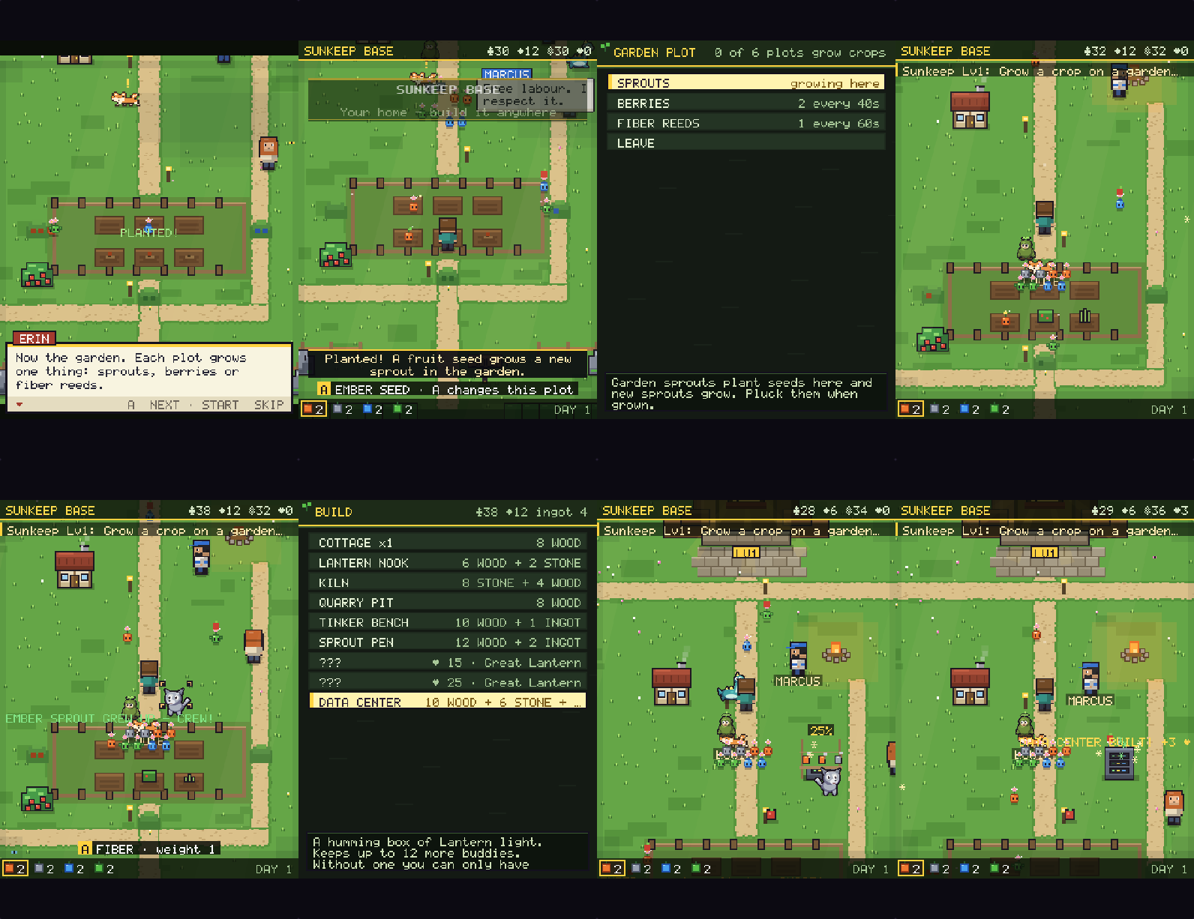 PLANTED!
ERIN
Now the garden. Each plot grows
one thing: sprouts, berries or
fiber reeds.
A NEXT · START SKIP
SUNKEEP BASE 30 12 30 0
MARCUS
SUNKEEP BASE
ree labour. I
respect it.
Your home - build it anywhere
Planted! A fruit seed grows a new
sprout in the garden.
A EMBER SEED · A changes this plot
2 2 2 2 DAY 1
GARDEN PLOT 0 of 6 plots grow crops
SPROUTS growing here
BERRIES 2 every 40s
FIBER REEDS 1 every 60s
LEAVE
Garden sprouts plant seeds here and
new sprouts grow. Pluck them when
grown.
SUNKEEP BASE 32 12 32 0
Sunkeep Lv1: Grow a crop on a garden…
2 2 2 2 DAY 1
SUNKEEP BASE 38 12 32 0
Sunkeep Lv1: Grow a crop on a garden…
EMBER SPROUT GREW UP - CREW!
A FIBER · weight 1
2 2 2 2 DAY 1
BUILD 38 12 ingot 4
COTTAGE x1 8 WOOD
LANTERN NOOK 6 WOOD + 2 STONE
KILN 8 STONE + 4 WOOD
QUARRY PIT 8 WOOD
TINKER BENCH 10 WOOD + 1 INGOT
SPROUT PEN 12 WOOD + 2 INGOT
??? ♥ 15 · Great Lantern
??? ♥ 25 · Great Lantern
DATA CENTER 10 WOOD + 6 STONE + …
A humming box of Lantern light.
Keeps up to 12 more buddies.
Without one you can only have
SUNKEEP BASE 28 6 34 0
Sunkeep Lv1: Grow a crop on a garden…
LV1
MARCUS
25%
2 2 2 2 DAY 1
SUNKEEP BASE 29 6 36 3
Sunkeep Lv1: Grow a crop on a garden…
LV1
MARCUS
DATA CENTER BUILT! +3 ♥
2 2 2 2 DAY 1